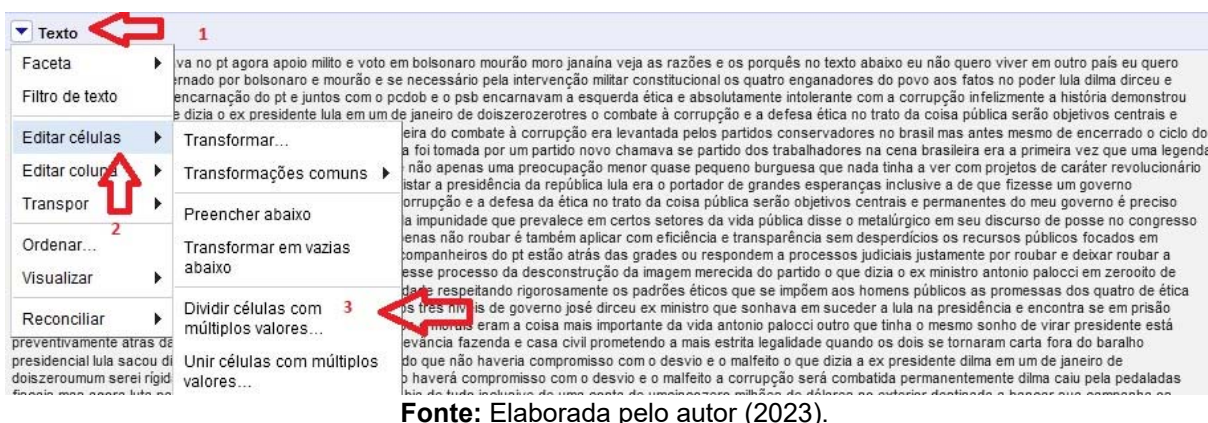 Texto 1
Faceta
Filtro de texto
Editar células
Editar coluna
Transpor
2
Ordenar...
Visualizar
Reconciliar
Transformar...
Transformações comuns
Preencher abaixo
Transformar em vazias abaixo
Dividir células com múltiplos valores... 3
Unir células com múltiplos valores...
va no pt agora apoio milito e voto em bolsonaro mourão moro janaína veja as razões e os porquês no texto abaixo eu não quero viver em outro país eu quero
ernado por bolsonaro e mourão e se necessário pela intervenção militar constitucional os quatro enganadores do povo aos fatos no poder lula dilma dirceu e
encarnação do pt e juntos com o pcdob e o psb encarnavam a esquerda ética e absolutamente intolerante com a corrupção infelizmente a história demonstrou
e dizia o ex presidente lula em um de janeiro de doiszerozerotres o combate à corrupção e a defesa ética no trato da coisa pública serão objetivos centrais e
eira do combate à corrupção era levantada pelos partidos conservadores no brasil mas antes mesmo de encerrado o ciclo do
a foi tomada por um partido novo chamava se partido dos trabalhadores na cena brasileira era a primeira vez que uma legenda
não apenas uma preocupação menor quase pequeno burguesa que nada tinha a ver com projetos de caráter revolucionário
istar a presidência da república lula era o portador de grandes esperanças inclusive a de que fizesse um governo
orrupção e a defesa da ética no trato da coisa pública serão objetivos centrais e permanentes do meu governo é preciso
a impunidade que prevalece em certos setores da vida pública disse o metalúrgico em seu discurso de posse no congresso
enas não roubar é também aplicar com eficiência e transparência sem desperdícios os recursos públicos focados em
companheiros do pt estão atrás das grades ou respondem a processos judiciais justamente por roubar e deixar roubar a
esse processo da desconstrução da imagem merecida do partido o que dizia o ex ministro antonio palocci em zerooito de
respeitando rigorosamente os padrões éticos que se impõem aos homens públicos as promessas dos quatro de ética
os três níveis de governo josé dirceu ex ministro que sonhava em suceder a lula na presidência e encontra se em prisão
eram a coisa mais importante da vida antonio palocci outro que tinha o mesmo sonho de virar presidente está
preventivamente atrás da
evância fazenda e casa civil prometendo a mais estrita legalidade quando os dois se tornaram carta fora do baralho
presidencial lula sacou di
do que não haveria compromisso com o desvio e o malfeito o que dizia a ex presidente dilma em um de janeiro de
doiszeroumum serei rígid
o haverá compromisso com o desvio e o malfeito a corrupção será combatida permanentemente dilma caiu pela pedaladas
Fonte: Elaborada pelo autor (2023).